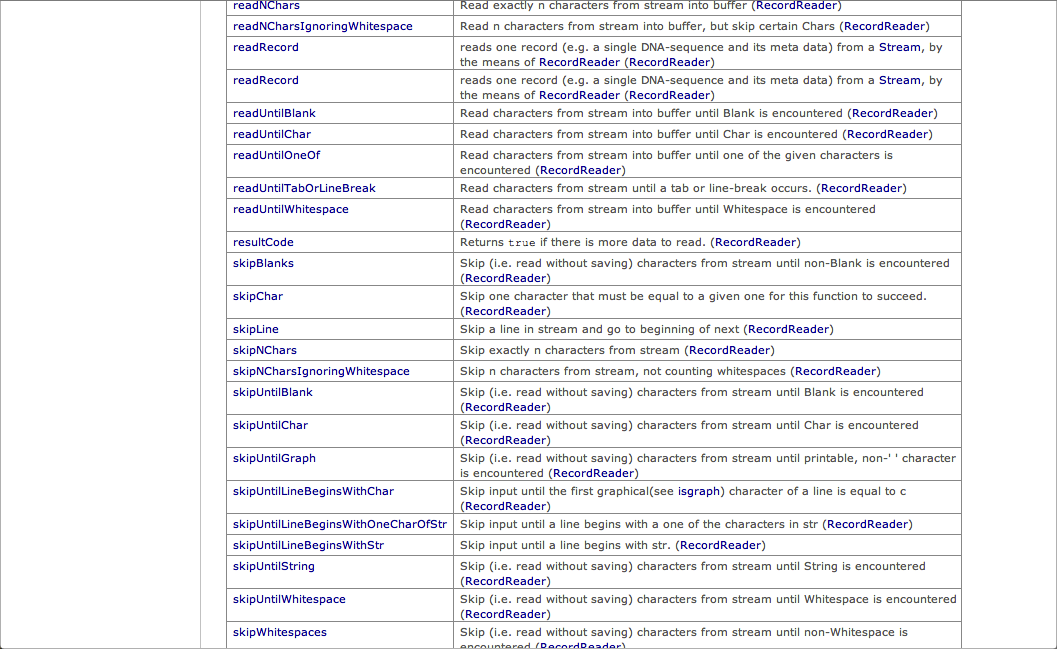 readNChars Read exactly n characters from stream into buffer (RecordReader)
readNCharsIgnoringWhitespace Read n characters from stream into buffer, but skip certain Chars (RecordReader)
readRecord reads one record (e.g. a single DNA-sequence and its meta data) from a Stream, by
the means of RecordReader (RecordReader)
readRecord reads one record (e.g. a single DNA-sequence and its meta data) from a Stream, by
the means of RecordReader (RecordReader)
readUntilBlank Read characters from stream into buffer until Blank is encountered (RecordReader)
readUntilChar Read characters from stream into buffer until Char is encountered (RecordReader)
readUntilOneOf Read characters from stream into buffer until one of the given characters is
encountered (RecordReader)
readUntilTabOrLineBreak Read characters from stream until a tab or line-break occurs. (RecordReader)
readUntilWhitespace Read characters from stream into buffer until Whitespace is encountered
(RecordReader)
resultCode Returns true if there is more data to read. (RecordReader)
skipBlanks Skip (i.e. read without saving) characters from stream until non-Blank is encountered
(RecordReader)
skipChar Skip one character that must be equal to a given one for this function to succeed.
(RecordReader)
skipLine Skip a line in stream and go to beginning of next (RecordReader)
skipNChars Skip exactly n characters from stream (RecordReader)
skipNCharsIgnoringWhitespace Skip n characters from stream, not counting whitespaces (RecordReader)
skipUntilBlank Skip (i.e. read without saving) characters from stream until Blank is encountered
(RecordReader)
skipUntilChar Skip (i.e. read without saving) characters from stream until Char is encountered
(RecordReader)
skipUntilGraph Skip (i.e. read without saving) characters from stream until printable, non-' ' character
is encountered (RecordReader)
skipUntilLineBeginsWithChar Skip input until the first graphical(see isgraph) character of a line is equal to c
(RecordReader)
skipUntilLineBeginsWithOneCharOfStr Skip input until a line begins with a one of the characters in str (RecordReader)
skipUntilLineBeginsWithStr Skip input until a line begins with str. (RecordReader)
skipUntilString Skip (i.e. read without saving) characters from stream until String is encountered
(RecordReader)
skipUntilWhitespace Skip (i.e. read without saving) characters from stream until Whitespace is encountered
(RecordReader)
skipWhitespaces Skip (i.e. read without saving) characters from stream until non-Whitespace is
encountered (RecordReader)